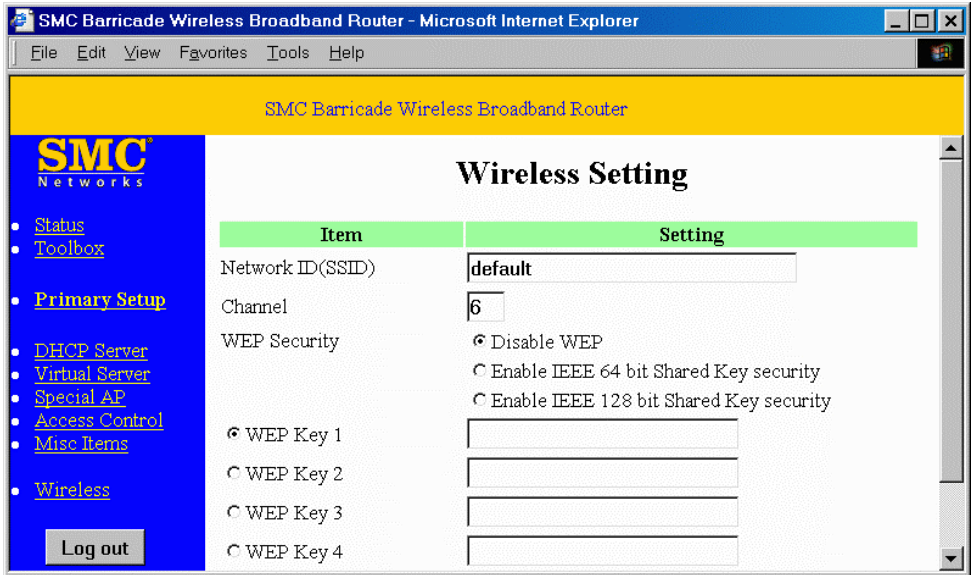 SMC Barricade Wireless Broadband Router - Microsoft Internet Explorer
File Edit View Favorites Tools Help
SMC Barricade Wireless Broadband Router
SMC®
Networks
Status
Toolbox
Primary Setup
DHCP Server
Virtual Server
Special AP
Access Control
Misc Items
Wireless
Log out
Wireless Setting
Item Setting
Network ID(SSID) default
Channel 6
WEP Security Disable WEP
Enable IEEE 64 bit Shared Key security
Enable IEEE 128 bit Shared Key security
WEP Key 1
WEP Key 2
WEP Key 3
WEP Key 4